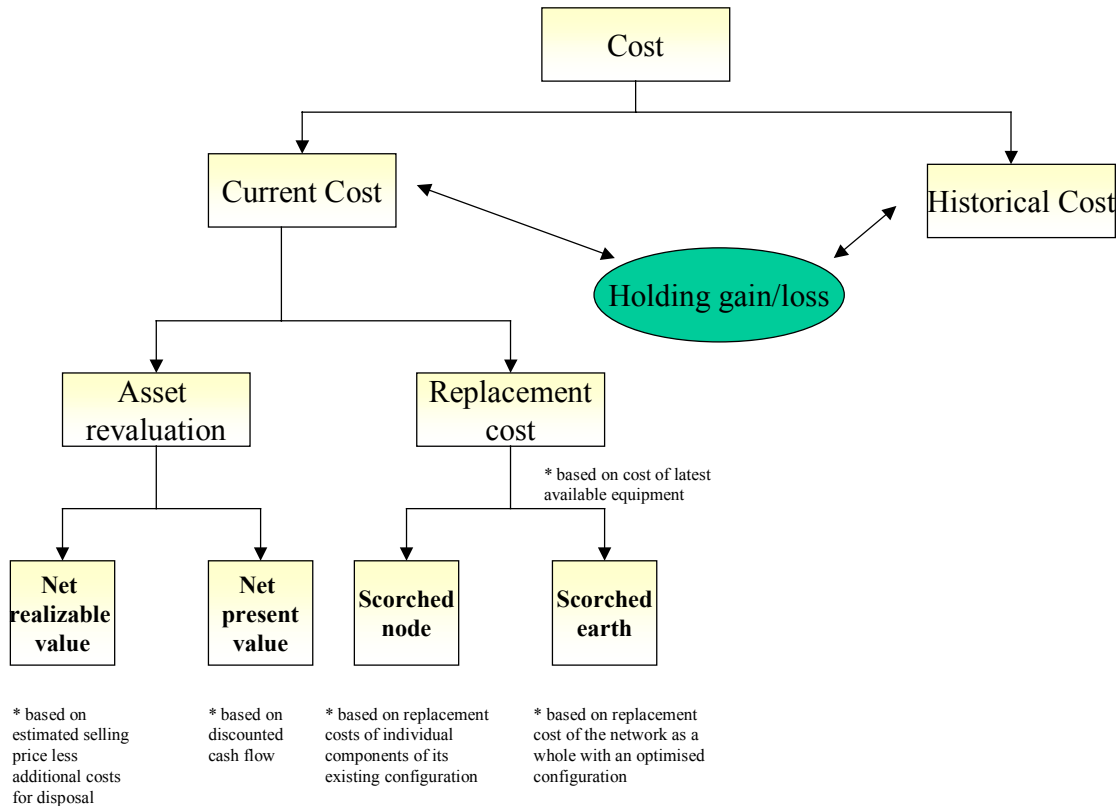 Cost
Current Cost
Historical Cost
Holding gain/loss
Asset
revaluation
Replacement
cost
* based on cost of latest
available equipment
Net
realizable
value
Net
present
value
Scorched
node
Scorched
earth
* based on
estimated selling
price less
additional costs
for disposal
* based on
discounted
cash flow
* based on replacement
costs of individual
components of its
existing configuration
* based on replacement
cost of the network as a
whole with an optimised
configuration